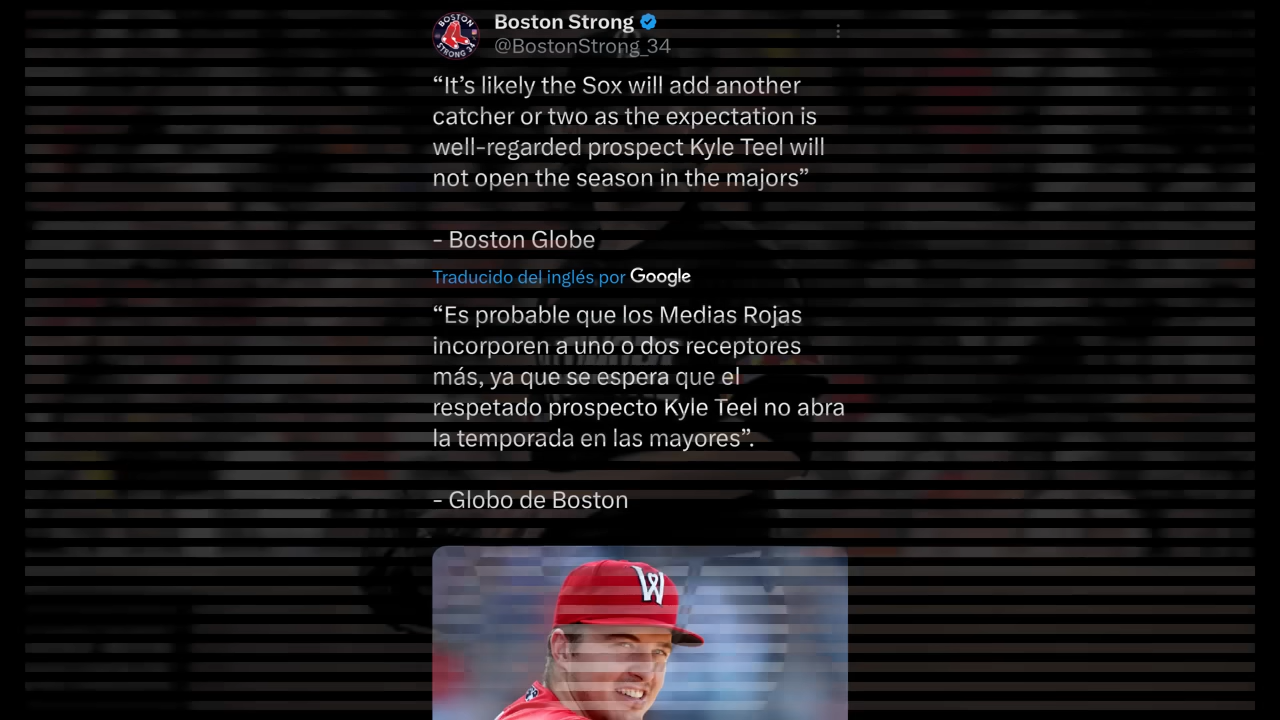 Boston Strong
@BostonStrong_34
“It’s likely the Sox will add another
catcher or two as the expectation is
well-regarded prospect Kyle Teel will
not open the season in the majors”
- Boston Globe
Traducido del inglés por Google
“Es probable que los Medias Rojas
incorporen a uno o dos receptores
más, ya que se espera que el
respetado prospecto Kyle Teel no abra
la temporada en las mayores”.
- Globo de Boston
BOSTON
STRONG 34
W